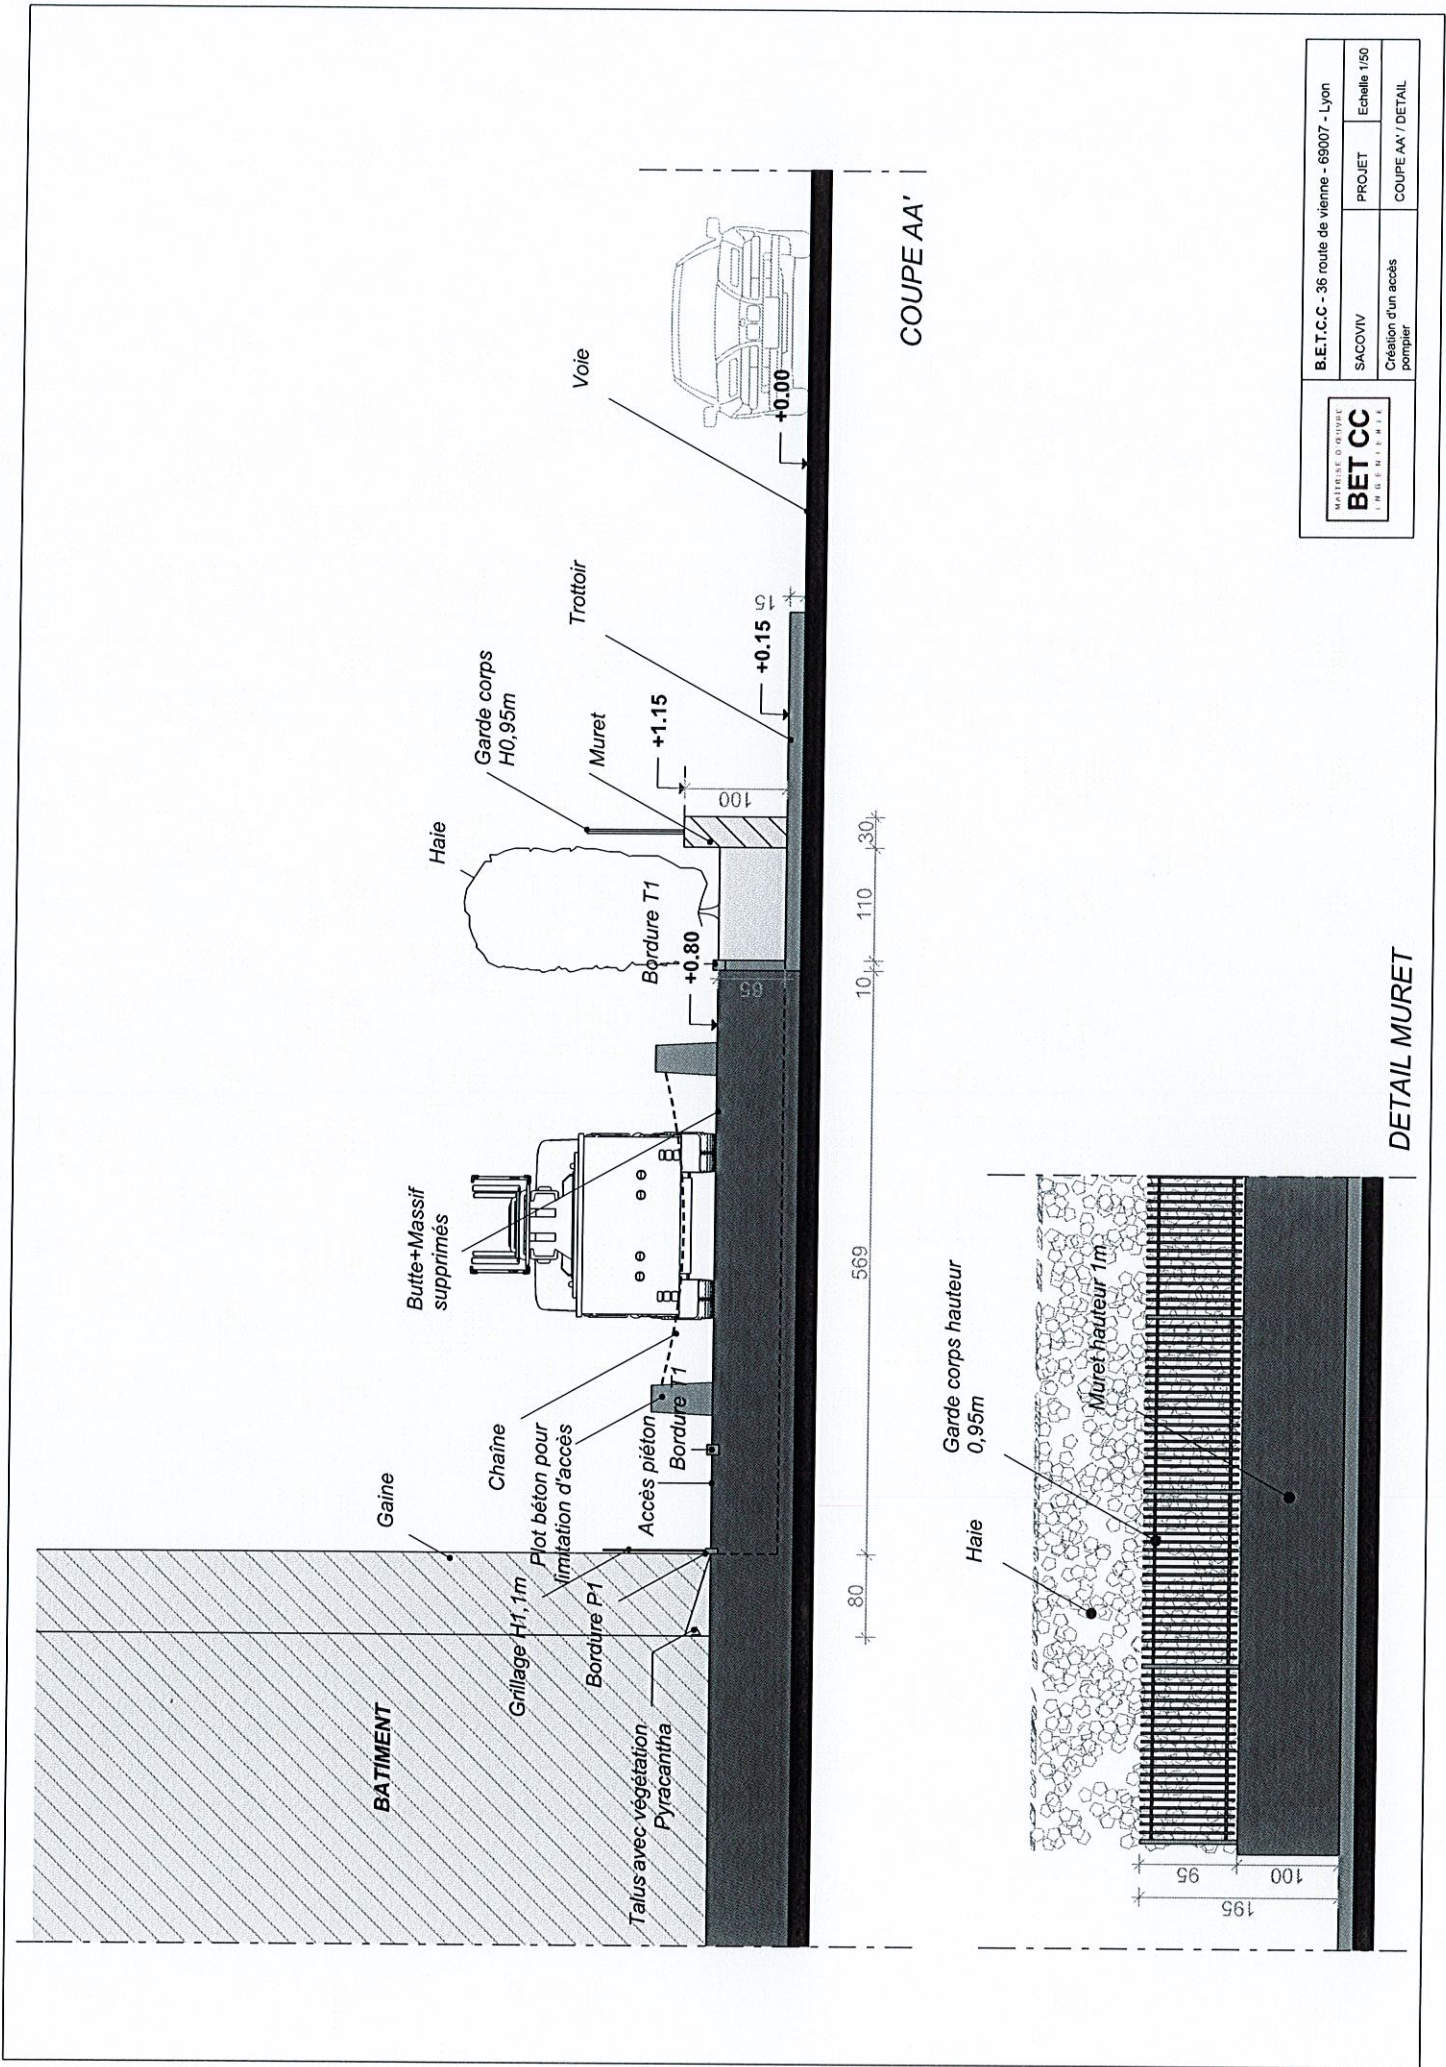 BATIMENT
Gaine
Butte+Massif
supprimés
Haie
Garde corps
H0,95m
Muret
Trottoir
Voie
Chaîne
Plot béton pour
limitation d'accès
Grillage H1,1m
Bordure P1
Accès piéton
Bordure T1
Bordure T1
Talus avec végétation
Pyracantha
+0.80
+1.15
+0.15
+0.00
65
100
15
80
569
10
110
30
COUPE AA'
Haie
Garde corps hauteur
0,95m
Muret hauteur 1m
95
100
195
DETAIL MURET
MAITRISE D'ŒUVRE
BET CC
INGENIERIE
B.E.T.C.C - 36 route de vienne - 69007 - Lyon
SACOVIV
PROJET
Echelle 1/50
Création d'un accès
pompier
COUPE AA' / DETAIL